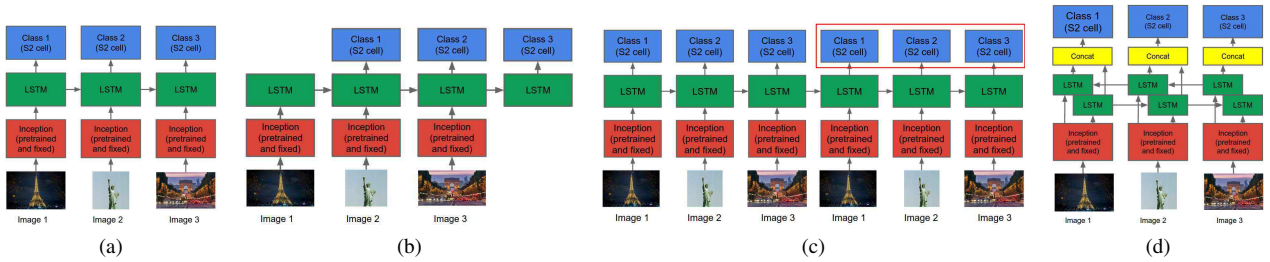 Class 1
(S2 cell)
Class 2
(S2 cell)
Class 3
(S2 cell)
LSTM
LSTM
LSTM
Inception
(pretrained
and fixed)
Inception
(pretrained
and fixed)
Inception
(pretrained
and fixed)
Image 1
Image 2
Image 3
(a)
Class 1
(S2 cell)
Class 2
(S2 cell)
Class 3
(S2 cell)
LSTM
LSTM
LSTM
LSTM
Inception
(pretrained
and fixed)
Inception
(pretrained
and fixed)
Inception
(pretrained
and fixed)
Image 1
Image 2
Image 3
(b)
Class 1
(S2 cell)
Class 2
(S2 cell)
Class 3
(S2 cell)
Class 1
(S2 cell)
Class 2
(S2 cell)
Class 3
(S2 cell)
LSTM
LSTM
LSTM
LSTM
LSTM
LSTM
Inception
(pretrained
and fixed)
Inception
(pretrained
and fixed)
Inception
(pretrained
and fixed)
Inception
(pretrained
and fixed)
Inception
(pretrained
and fixed)
Inception
(pretrained
and fixed)
Image 1
Image 2
Image 3
Image 1
Image 2
Image 3
(c)
Class 1
(S2 cell)
Class 2
(S2 cell)
Class 3
(S2 cell)
Concat
Concat
Concat
LSTM
LSTM
LSTM
LSTM
LSTM
LSTM
Inception
(pretrained
and fixed)
Inception
(pretrained
and fixed)
Inception
(pretrained
and fixed)
Image 1
Image 2
Image 3
(d)